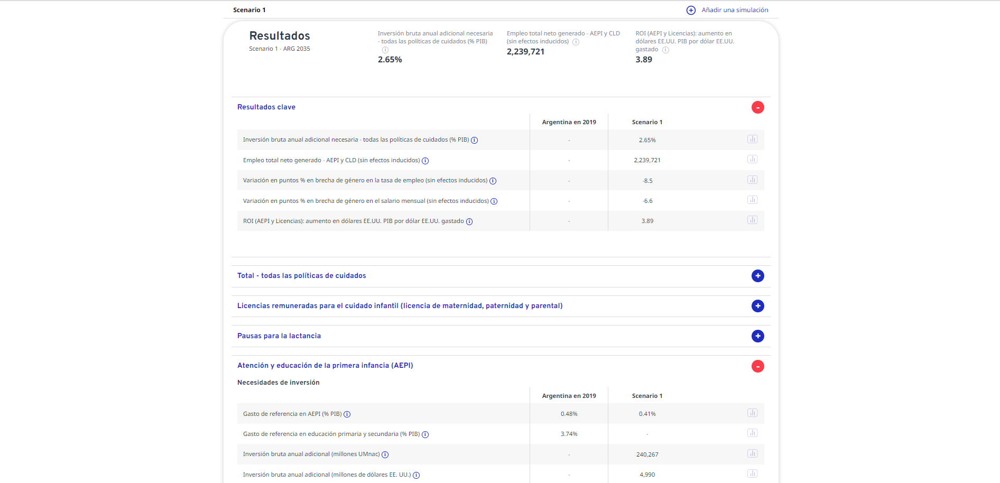 Scenario 1
Añadir una simulación
Resultados
Scenario 1 - ARG 2035
Inversión bruta anual adicional necesaria
- todas las políticas de cuidados (% PIB)
2.65%
Empleo total neto generado - AEPI y CLD
(sin efectos inducidos)
2,239,721
ROI (AEPI y Licencias): aumento en
dólares EE.UU. PIB por dólar EE.UU.
gastado
3.89
Resultados clave
Argentina en 2019 Scenario 1
Inversión bruta anual adicional necesaria - todas las políticas de cuidados (% PIB) - 2.65%
Empleo total neto generado - AEPI y CLD (sin efectos inducidos) - 2,239,721
Variación en puntos % en brecha de género en la tasa de empleo (sin efectos inducidos) - -8.5
Variación en puntos % en brecha de género en el salario mensual (sin efectos inducidos) - -6.6
ROI (AEPI y Licencias): aumento en dólares EE.UU. PIB por dólar EE.UU. gastado - 3.89
Total - todas las políticas de cuidados
Licencias remuneradas para el cuidado infantil (licencia de maternidad, paternidad y parental)
Pausas para la lactancia
Atención y educación de la primera infancia (AEPI)
Necesidades de inversión
Argentina en 2019 Scenario 1
Gasto de referencia en AEPI (% PIB) 0.48% 0.41%
Gasto de referencia en educación primaria y secundaria (% PIB) 3.74% -
Inversión bruta anual adicional (millones UMnac) - 240,267
Inversión bruta anual adicional (millones de dólares EE. UU.) - 4,990